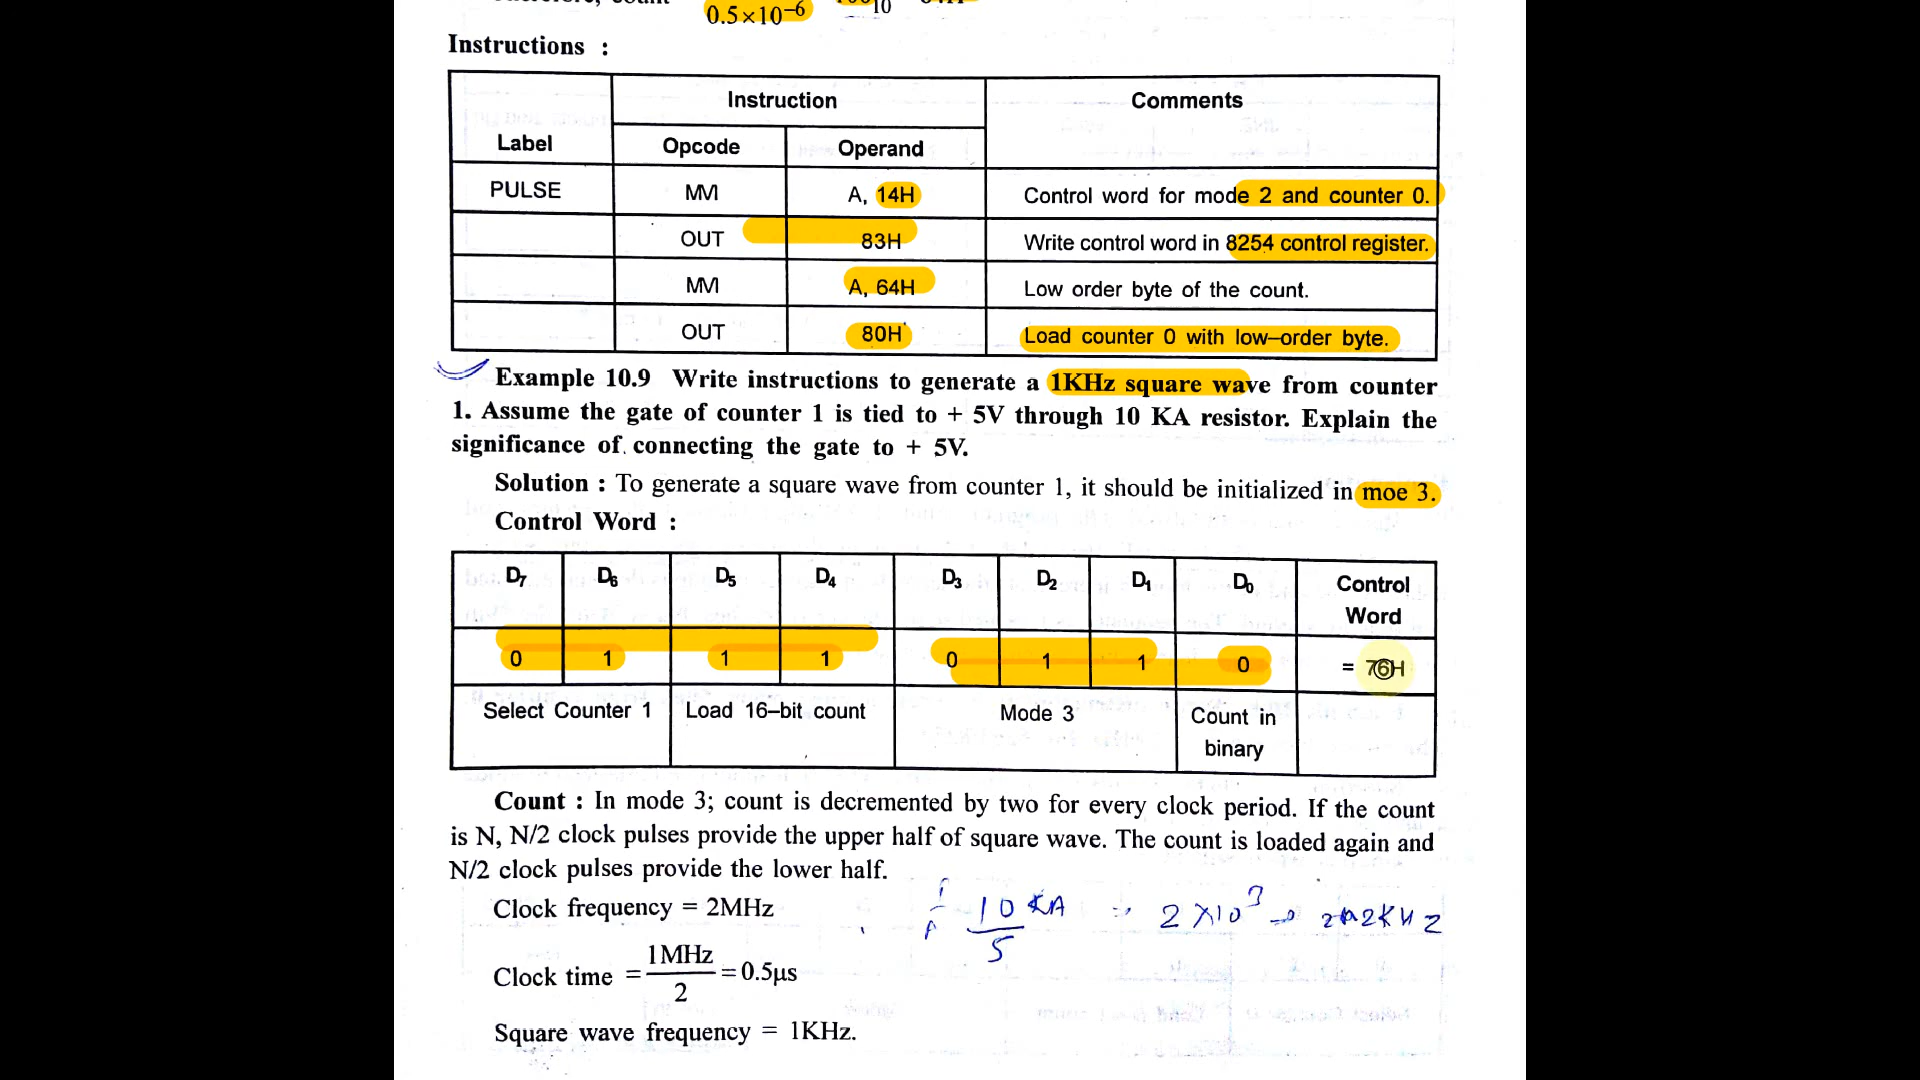 0.5×10−6 10
Instructions :
Label Instruction Comments
Opcode Operand
PULSE MVI A, 14H Control word for mode 2 and counter 0.
OUT 83H Write control word in 8254 control register.
MVI A, 64H Low order byte of the count.
OUT 80H Load counter 0 with low–order byte.
Example 10.9 Write instructions to generate a 1KHz square wave from counter
1. Assume the gate of counter 1 is tied to + 5V through 10 KA resistor. Explain the
significance of. connecting the gate to + 5V.
Solution : To generate a square wave from counter 1, it should be initialized in moe 3.
Control Word :
D7 D6 D5 D4 D3 D2 D1 D0 Control
Word
0 1 1 1 0 1 1 0 = 76H
Select Counter 1 Load 16–bit count Mode 3 Count in
binary
Count : In mode 3; count is decremented by two for every clock period. If the count
is N, N/2 clock pulses provide the upper half of square wave. The count is loaded again and
N/2 clock pulses provide the lower half.
Clock frequency = 2MHz
10 KA
5
2×10³
Clock time = 1MHz/2 = 0.5μs
Square wave frequency = 1KHz.